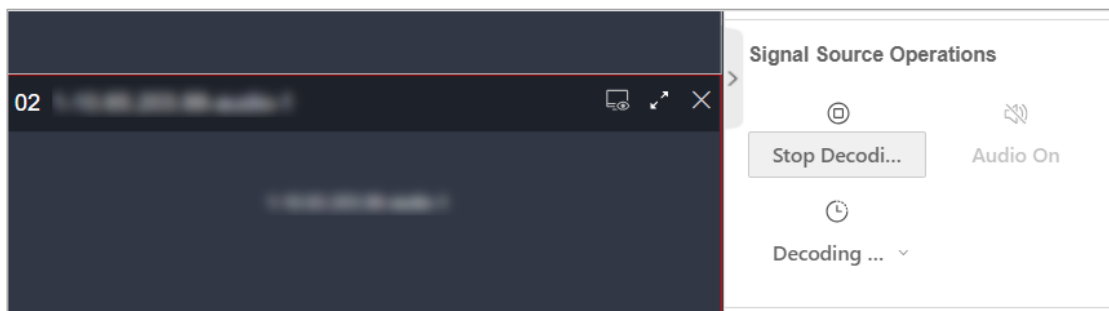 Signal Source Operations
02
Stop Decodi...
Audio On
Decoding ...